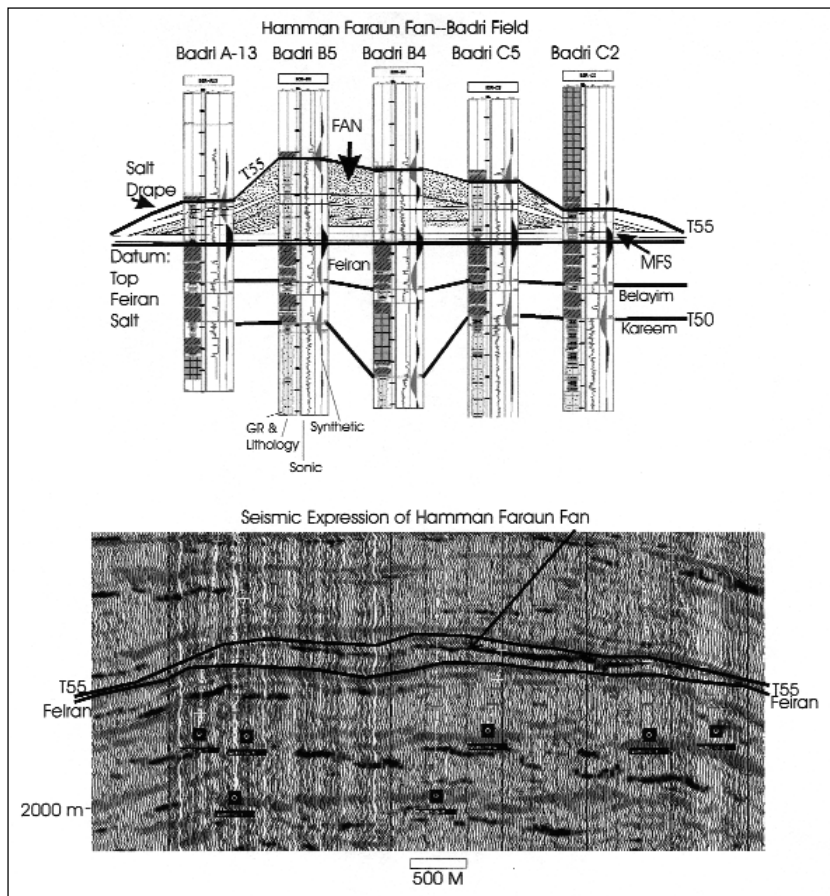 Hamman Faraun Fan--Badri Field
Badri A-13 Badri B5 Badri B4 Badri C5 Badri C2
FAN
T55
Salt
Drape
T55
MFS
Datum:
Top
Feiran
Salt
Feiran
Belayim
T50
Kareem
GR &
Lithology
Synthetic
Sonic
Seismic Expression of Hamman Faraun Fan
T55
Feiran
T55
Feiran
2000 m
500 M